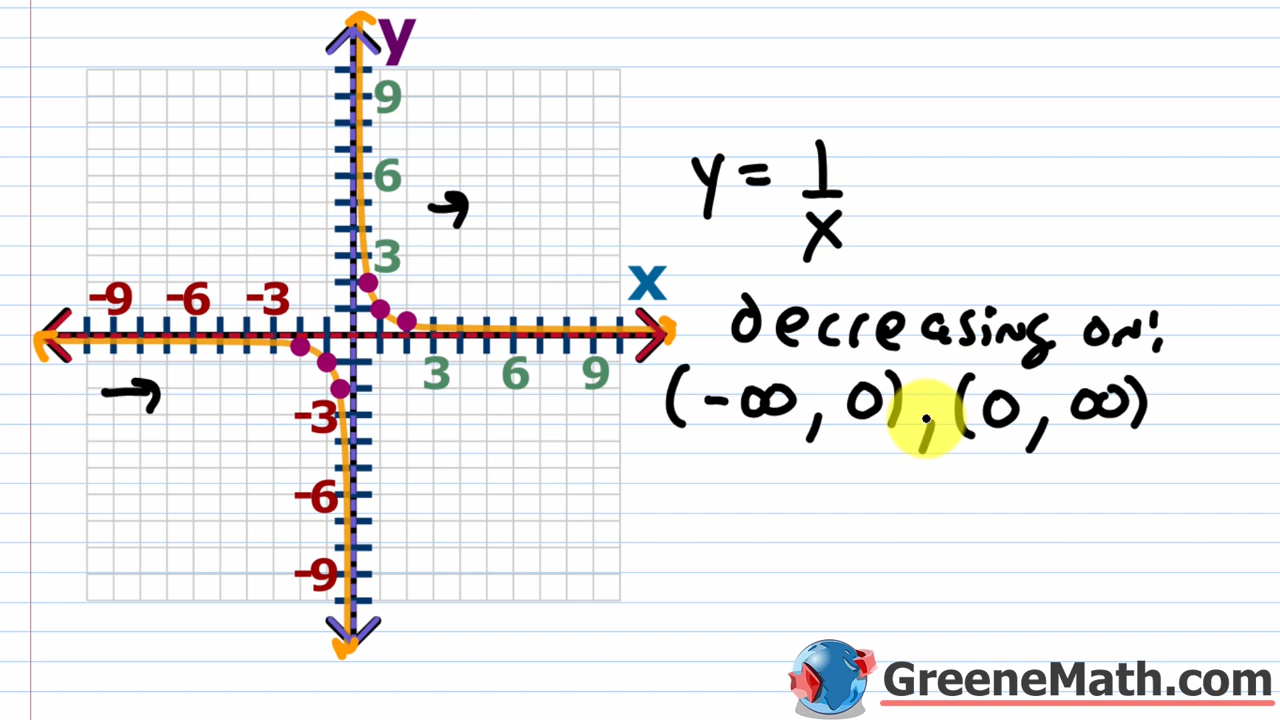 y
9
6
3
-9 -6 -3
x
3 6 9
-3
-6
-9
y = 1/x
decreasing on:
(-∞, 0), (0, ∞)
GreeneMath.com